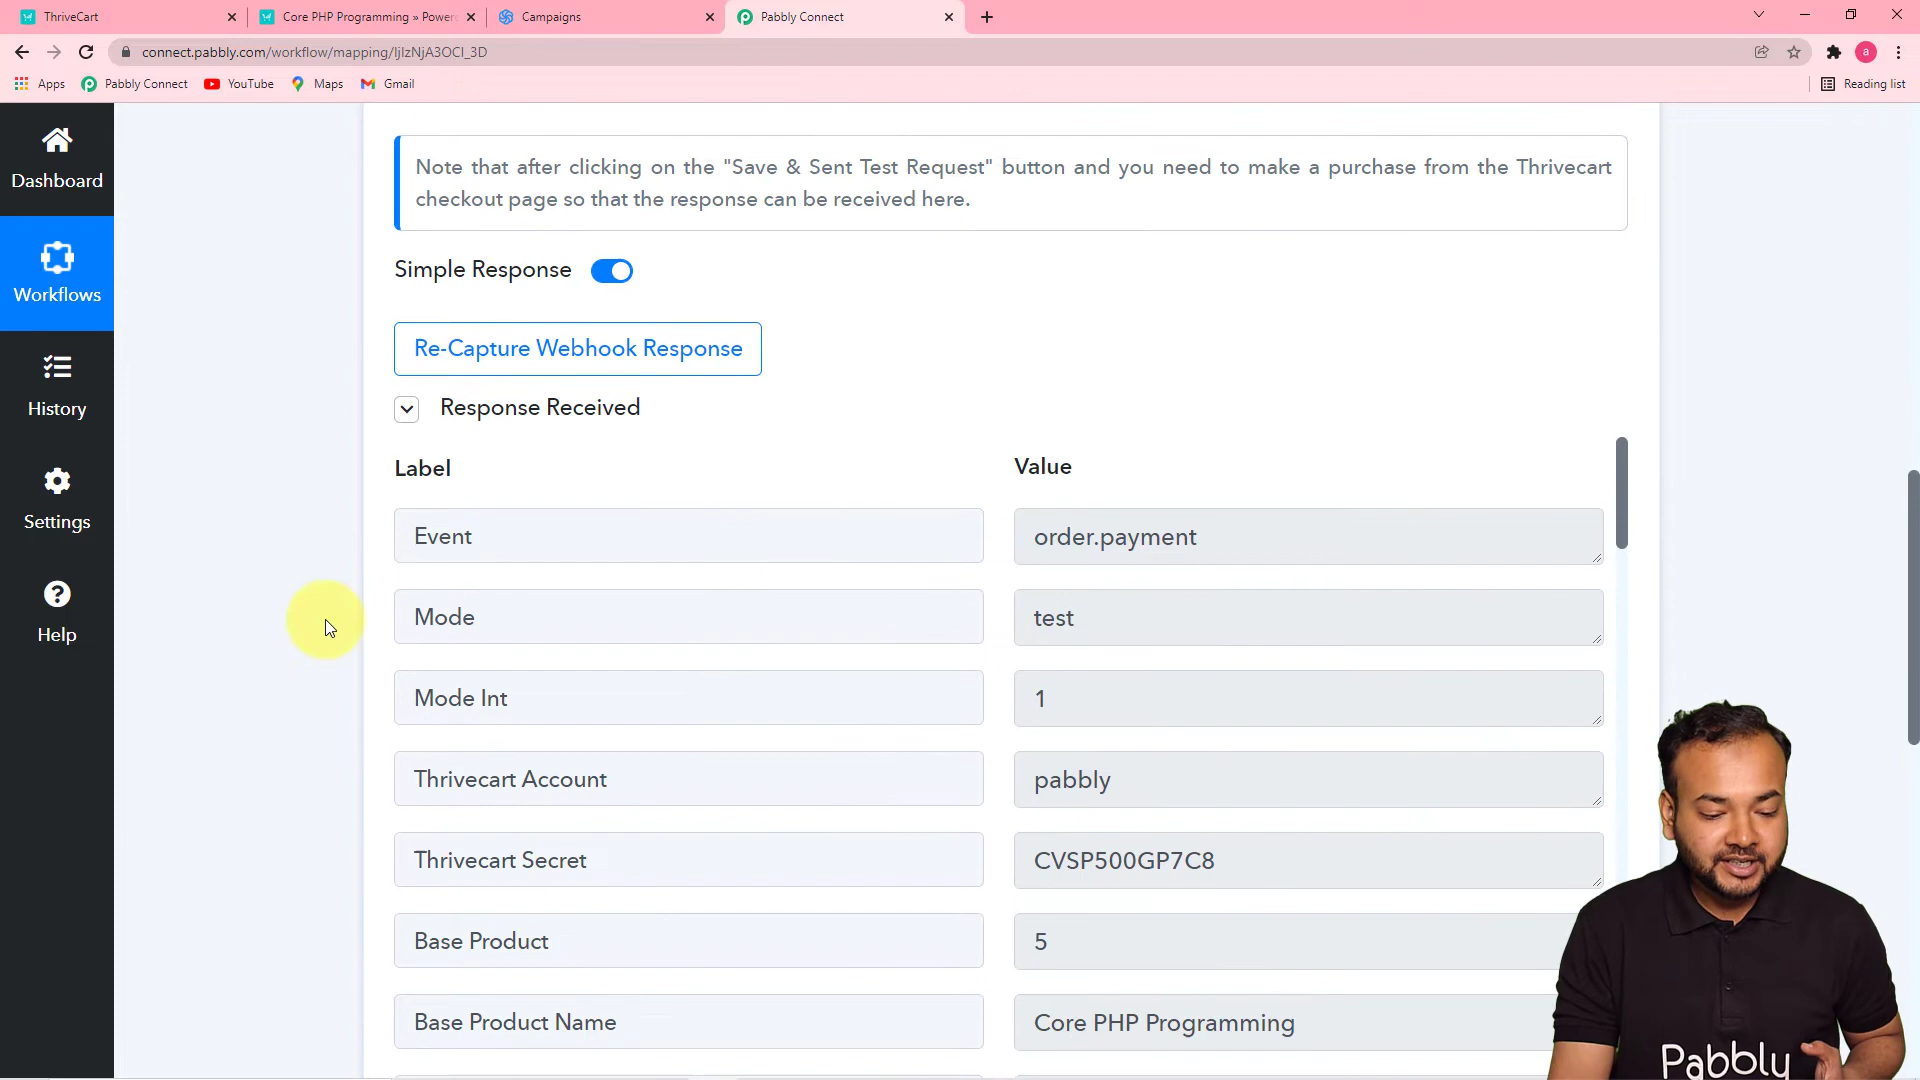 ThriveCart
Core PHP Programming » Powere
Campaigns
Pabbly Connect
connect.pabbly.com/workflow/mapping/IjIzNjA3OCI_3D
a
Apps
Pabbly Connect
YouTube
Maps
Gmail
Reading list
Dashboard
Workflows
History
Settings
Help
Note that after clicking on the "Save & Sent Test Request" button and you need to make a purchase from the Thrivecart
checkout page so that the response can be received here.
Simple Response
Re-Capture Webhook Response
Response Received
Label
Value
Event
order.payment
Mode
test
Mode Int
1
Thrivecart Account
pabbly
Thrivecart Secret
CVSP500GP7C8
Base Product
5
Base Product Name
Core PHP Programming
Pabbly